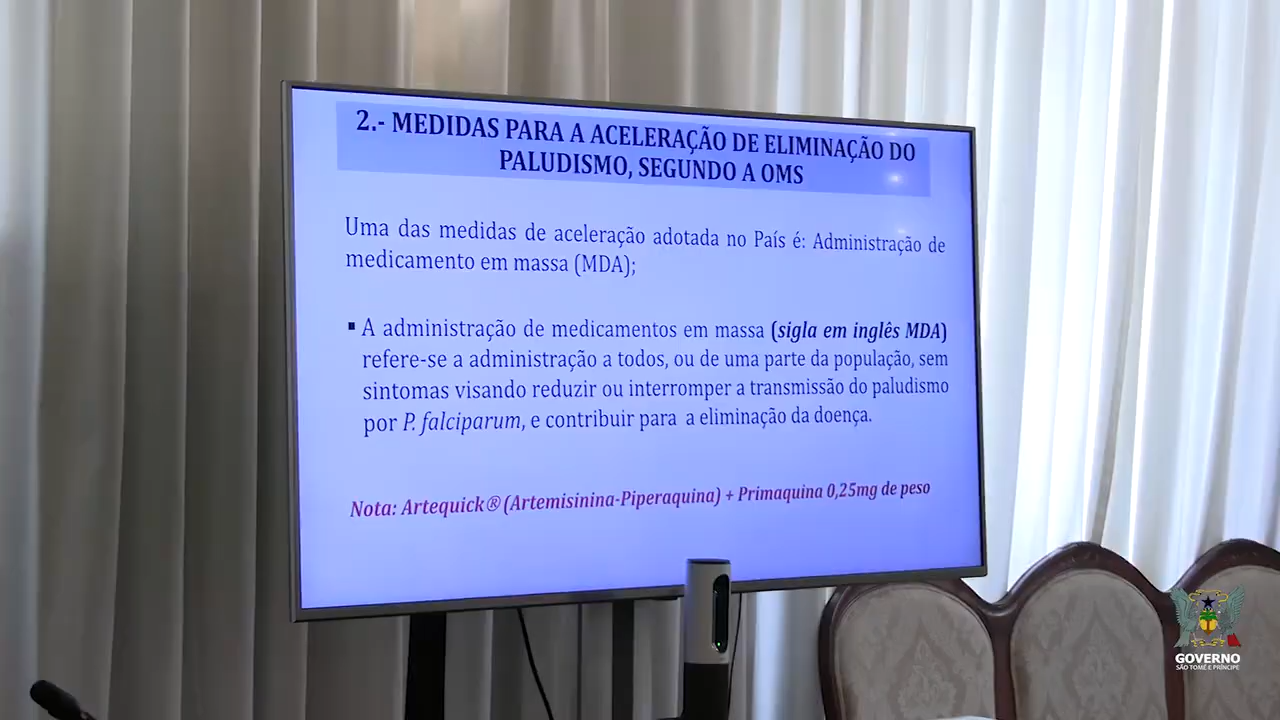 2.- MEDIDAS PARA A ACELERAÇÃO DE ELIMINAÇÃO DO
PALUDISMO, SEGUNDO A OMS
Uma das medidas de aceleração adotada no País é: Administração de
medicamento em massa (MDA);
▪ A administração de medicamentos em massa (sigla em inglês MDA)
refere-se a administração a todos, ou de uma parte da população, sem
sintomas visando reduzir ou interromper a transmissão do paludismo
por P. falciparum, e contribuir para a eliminação da doença.
Nota: Artequick® (Artemisinina-Piperaquina) + Primaquina 0,25mg de peso
GOVERNO
SÃO TOMÉ E PRÍNCIPE